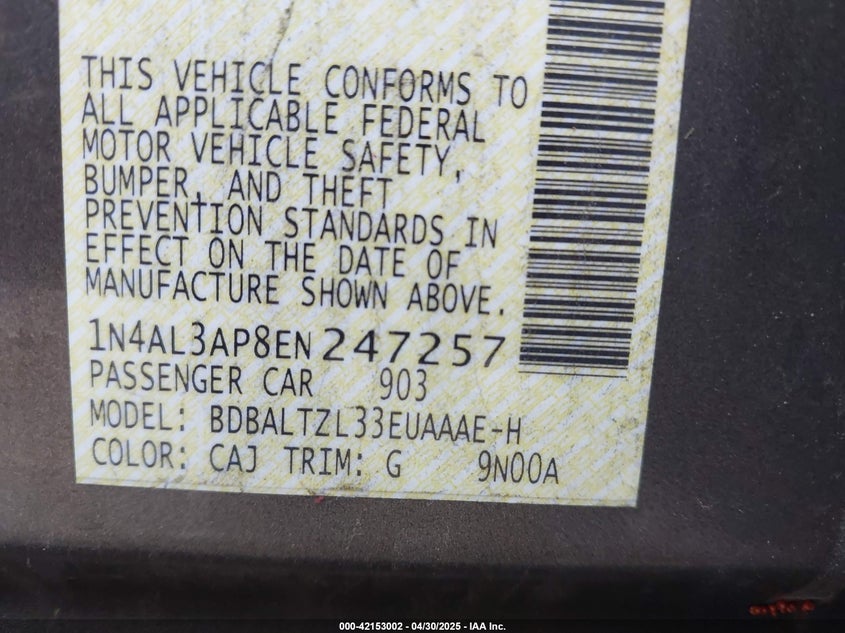 THIS VEHICLE CONFORMS TO
ALL APPLICABLE FEDERAL
MOTOR VEHICLE SAFETY,
BUMPER, AND THEFT
PREVENTION STANDARDS IN
EFFECT ON THE DATE OF
MANUFACTURE SHOWN ABOVE.
1N4AL3AP8EN247257
PASSENGER CAR 903
MODEL: BDBALTZL33EUAAAE-H
COLOR: CAJ TRIM: G 9N00A
000-42153002 - 04/30/2025 - IAA Inc.